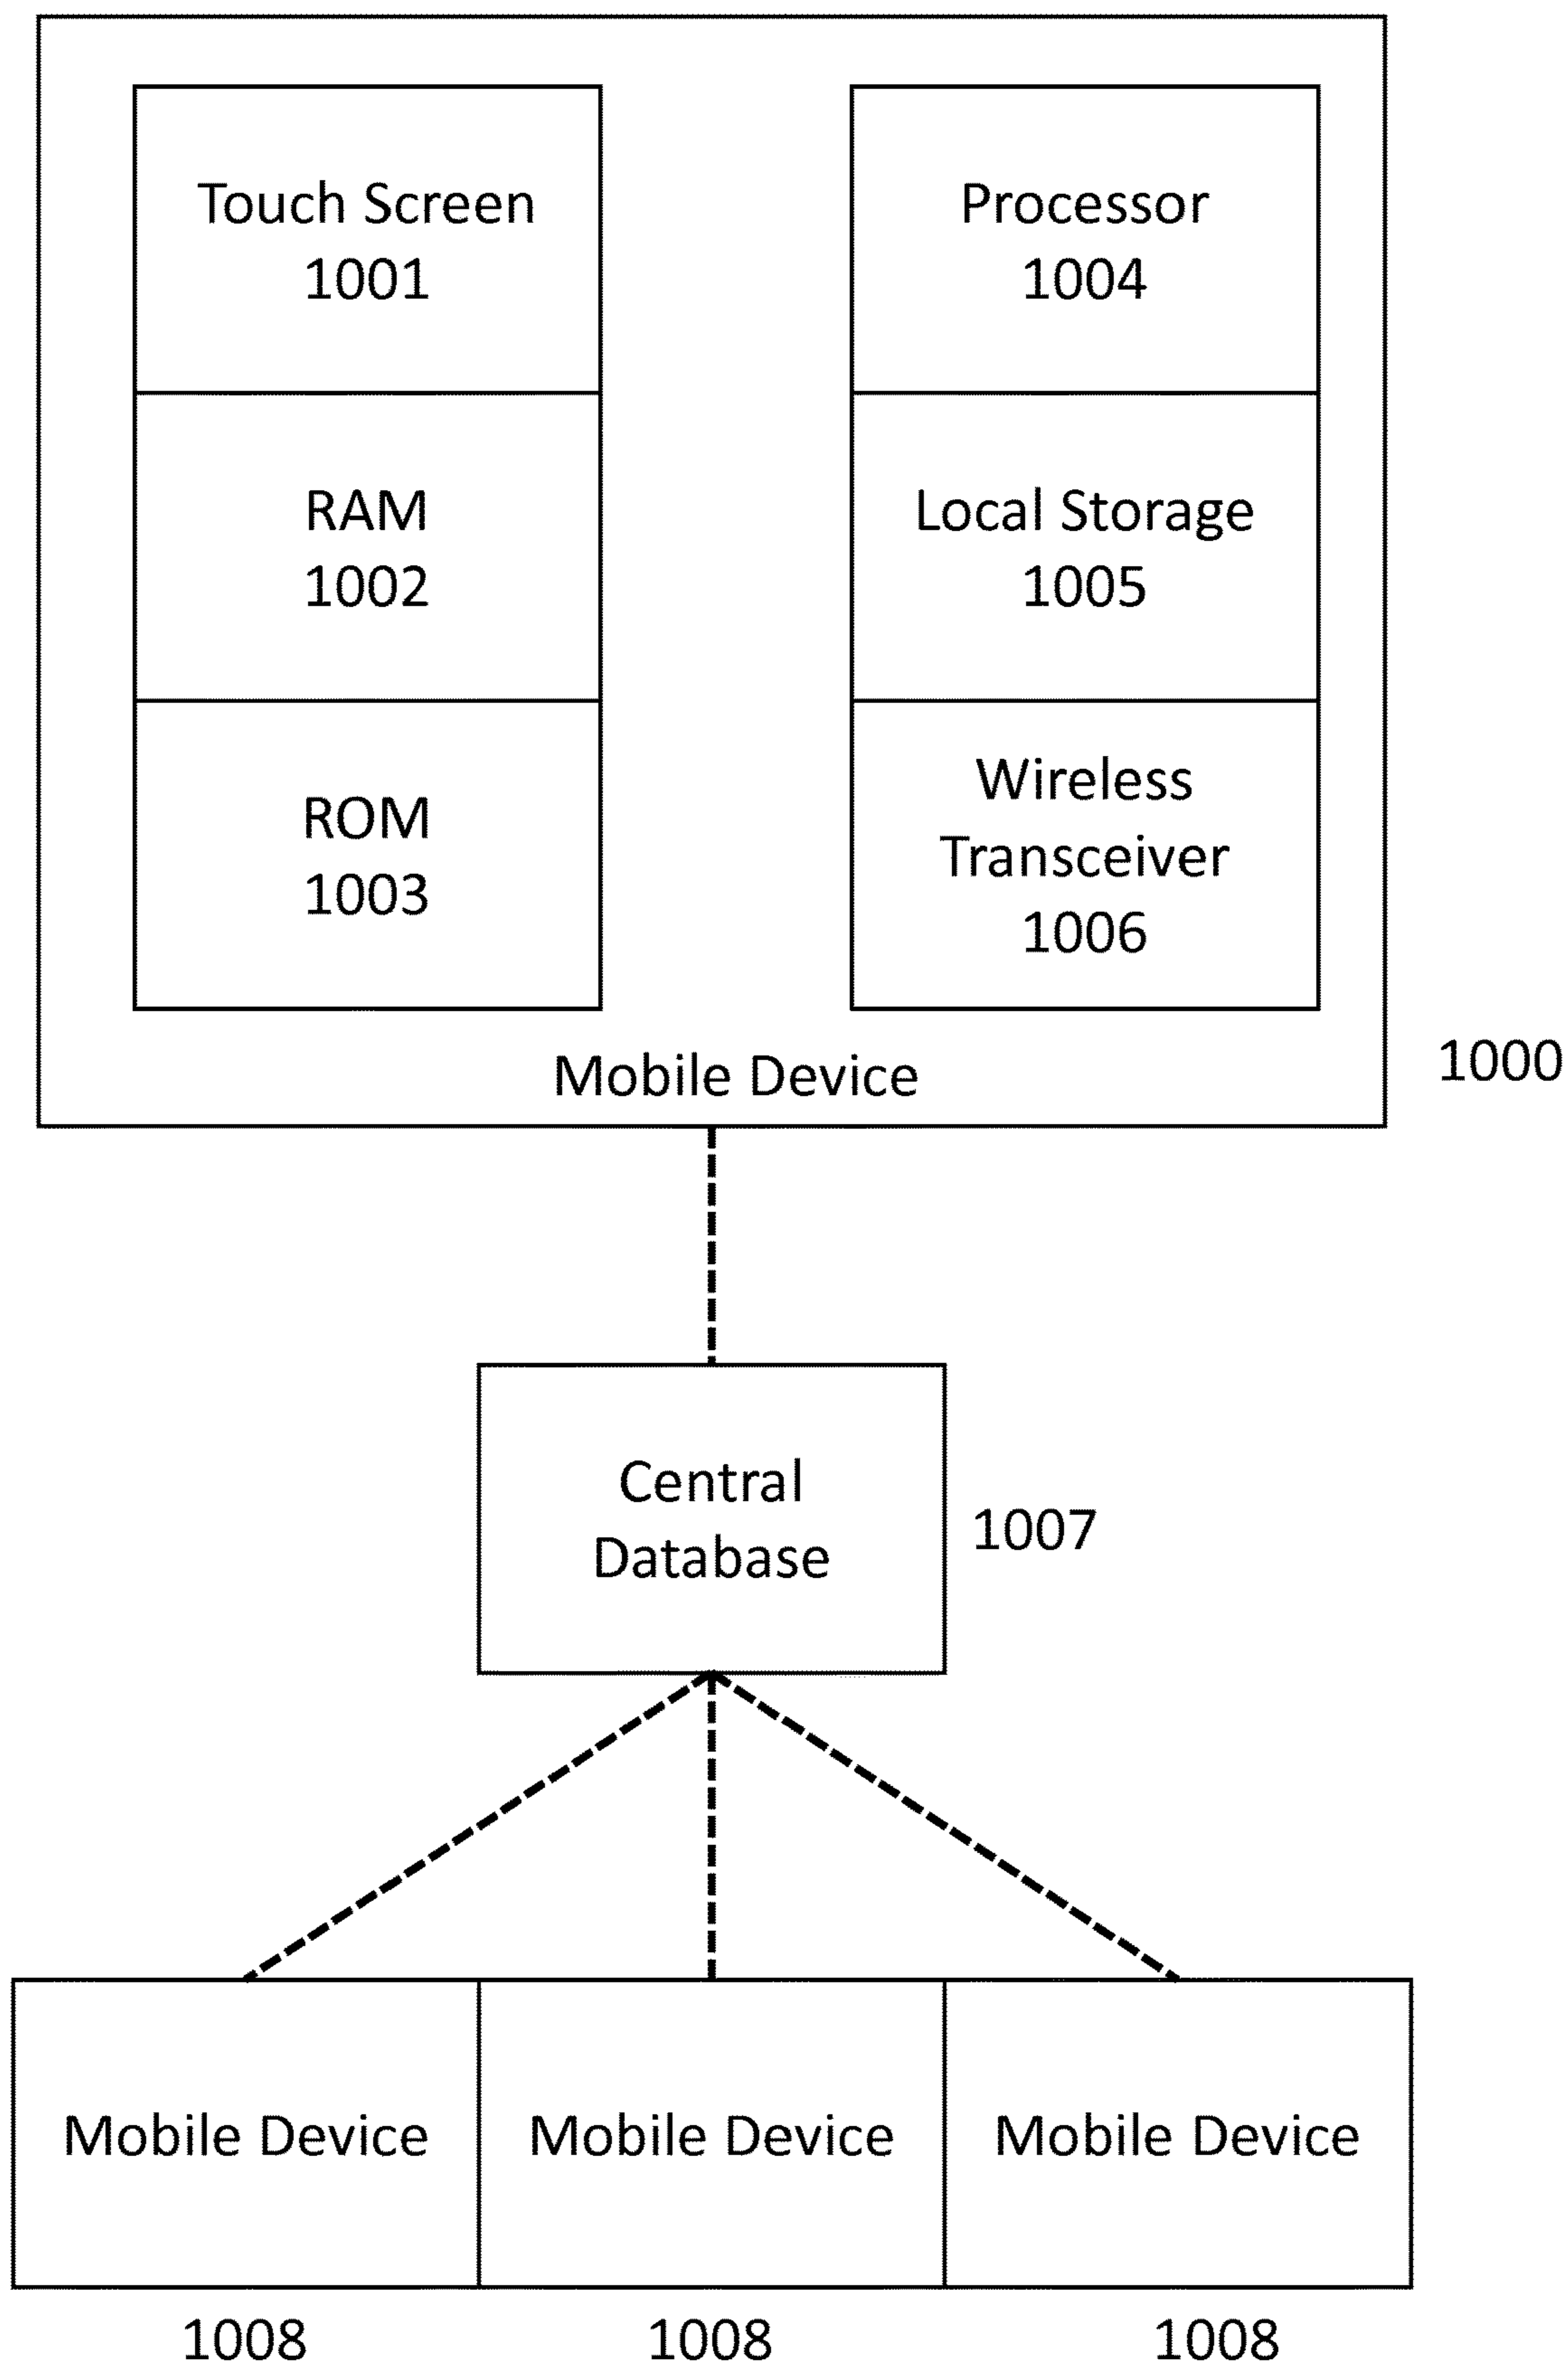 Touch Screen
1001
RAM
1002
ROM
1003
Processor
1004
Local Storage
1005
Wireless
Transceiver
1006
Mobile Device
1000
Central
Database
1007
Mobile Device
Mobile Device
Mobile Device
1008
1008
1008